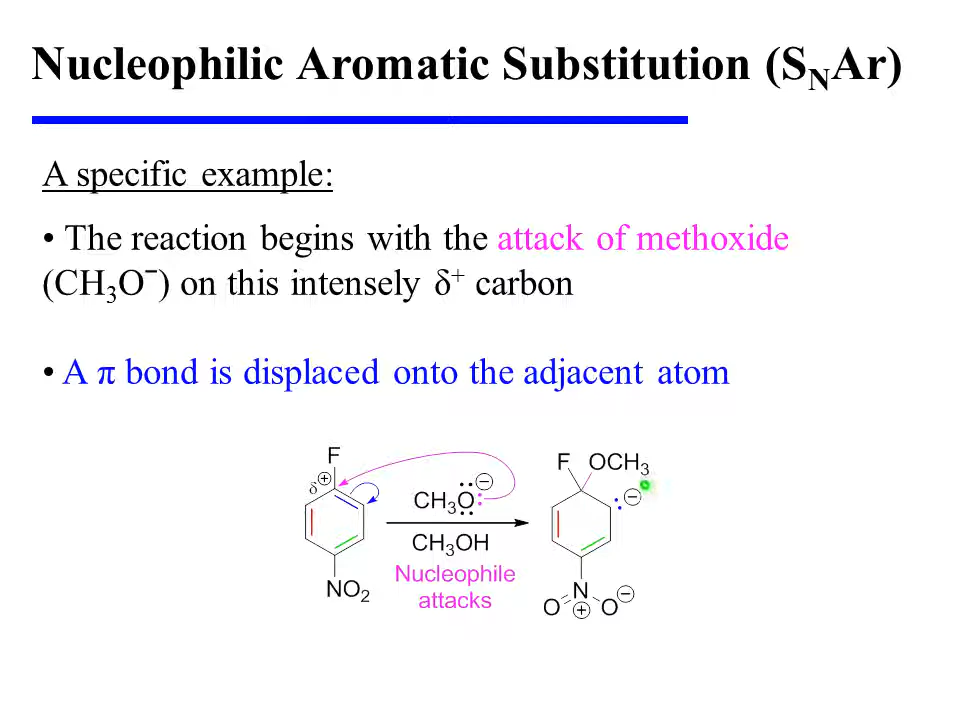 Nucleophilic Aromatic Substitution (SNAr)
A specific example:
• The reaction begins with the attack of methoxide
(CH3O⁻) on this intensely δ⁺ carbon
• A π bond is displaced onto the adjacent atom
F
δ⊕
CH3O:⊖
CH3OH
Nucleophile
attacks
NO2
F OCH3
⊖
N⊕
O O⊖